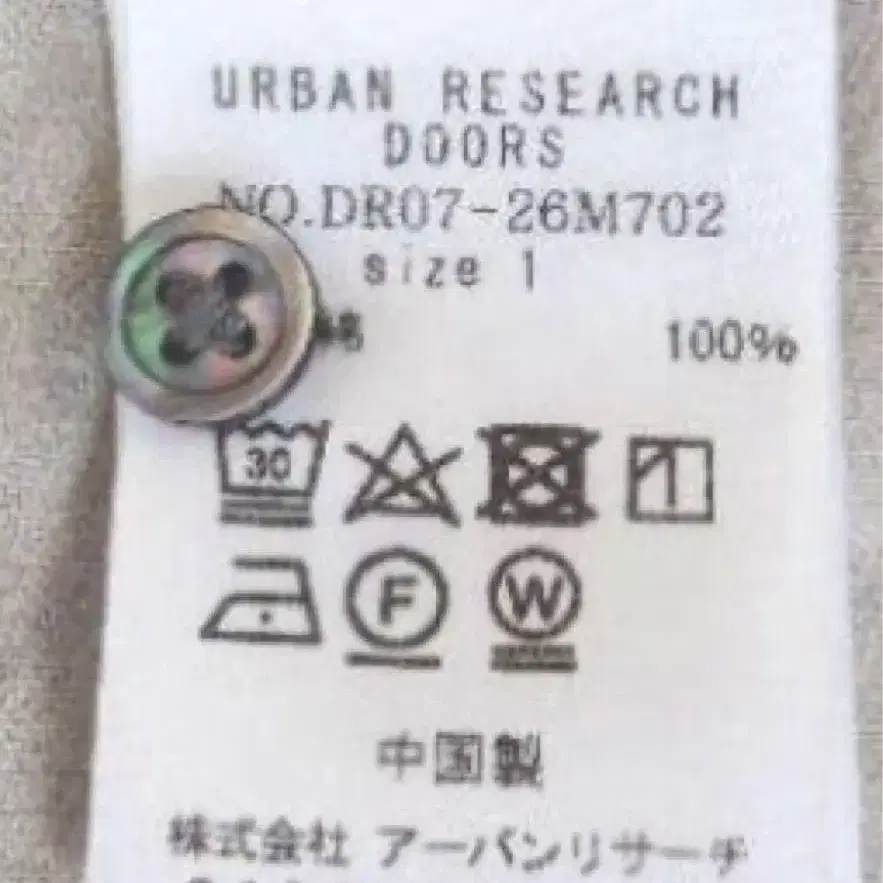 URBAN RESEARCH
DOORS
NO.DR07-26M702
size 1
100%
30
F W
中国製
株式会社 アーバンリサーチ